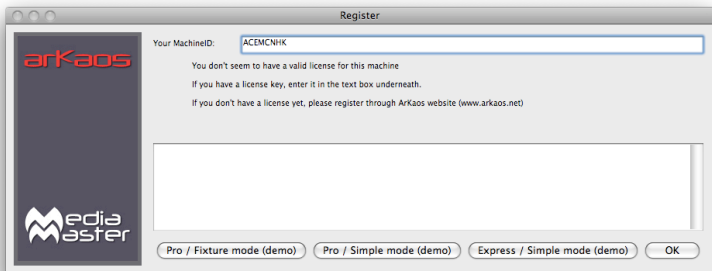 Register
arKaos
Your MachineID: ACEMCNHK
You don't seem to have a valid license for this machine
If you have a license key, enter it in the text box underneath.
If you don't have a license yet, please register through ArKaos website (www.arkaos.net)
Media
Master
Pro / Fixture mode (demo) Pro / Simple mode (demo) Express / Simple mode (demo) OK